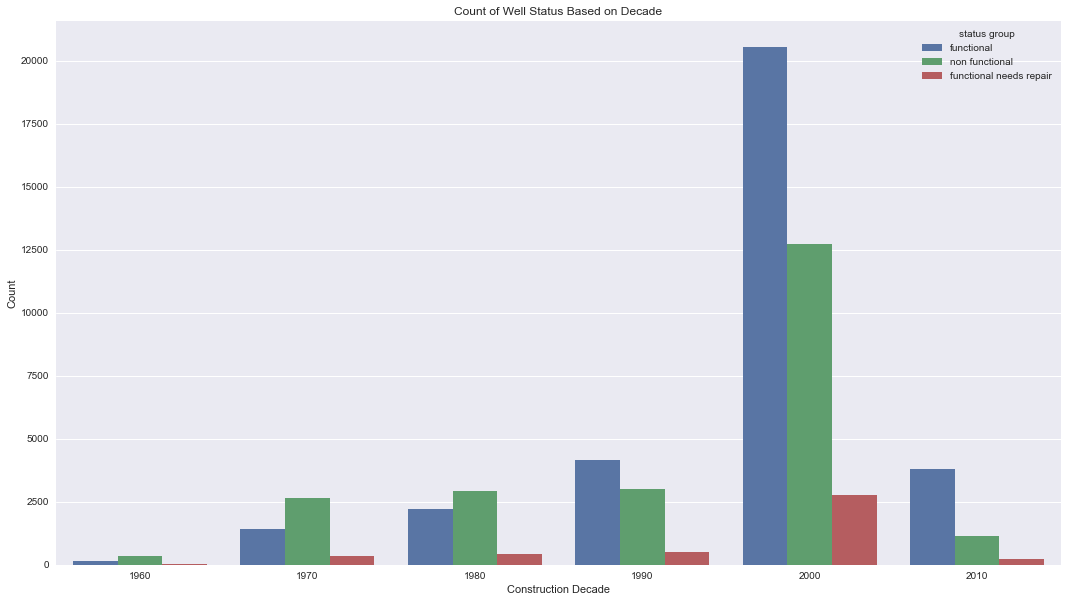 Count of Well Status Based on Decade
status group
functional
non functional
functional needs repair
20000
17500
15000
12500
10000
7500
5000
2500
0
Count
1960 1970 1980 1990 2000 2010
Construction Decade